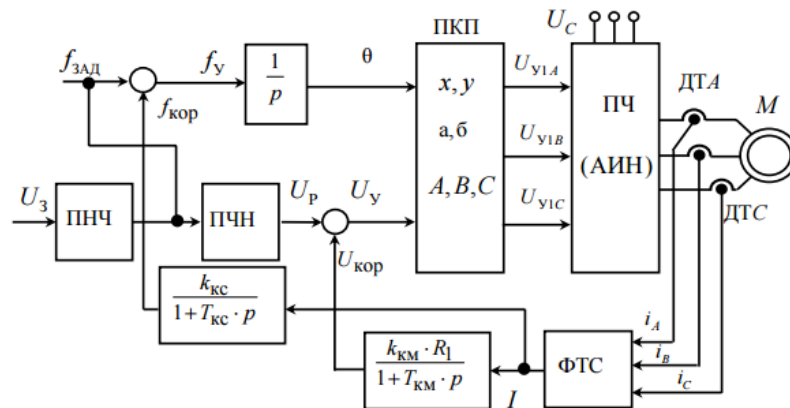 ПКП
U_C
f_ЗАД
f_У
1/p
θ
f_кор
x, y
а, б
A, B, C
U_У1A
U_У1B
U_У1C
ПЧ
(АИН)
ДТA
M
ДТC
U_З
ПНЧ
ПЧН
U_Р
U_У
U_кор
k_кс / (1 + T_кс · p)
k_км · R_1 / (1 + T_км · p)
I
ФТС
i_A
i_B
i_C